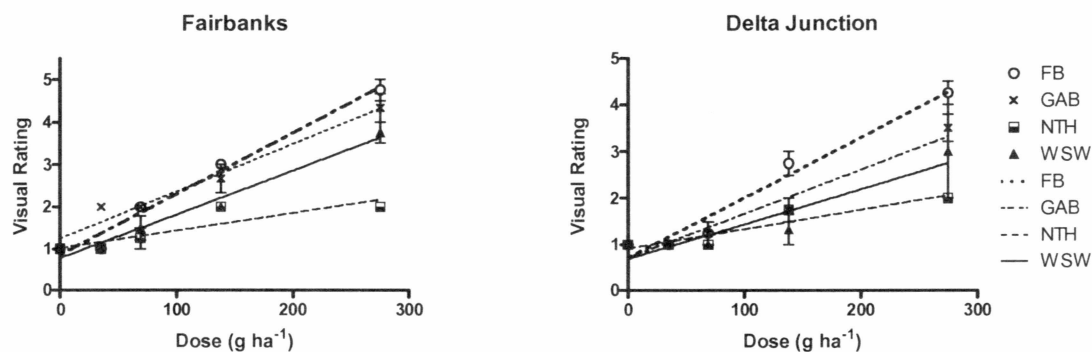 Fairbanks
Visual Rating
5
4
3
2
1
0
0
100
200
300
Dose (g ha⁻¹)
Delta Junction
Visual Rating
5
4
3
2
1
0
0
100
200
300
Dose (g ha⁻¹)
FB
GAB
NTH
WSW
FB
GAB
NTH
WSW